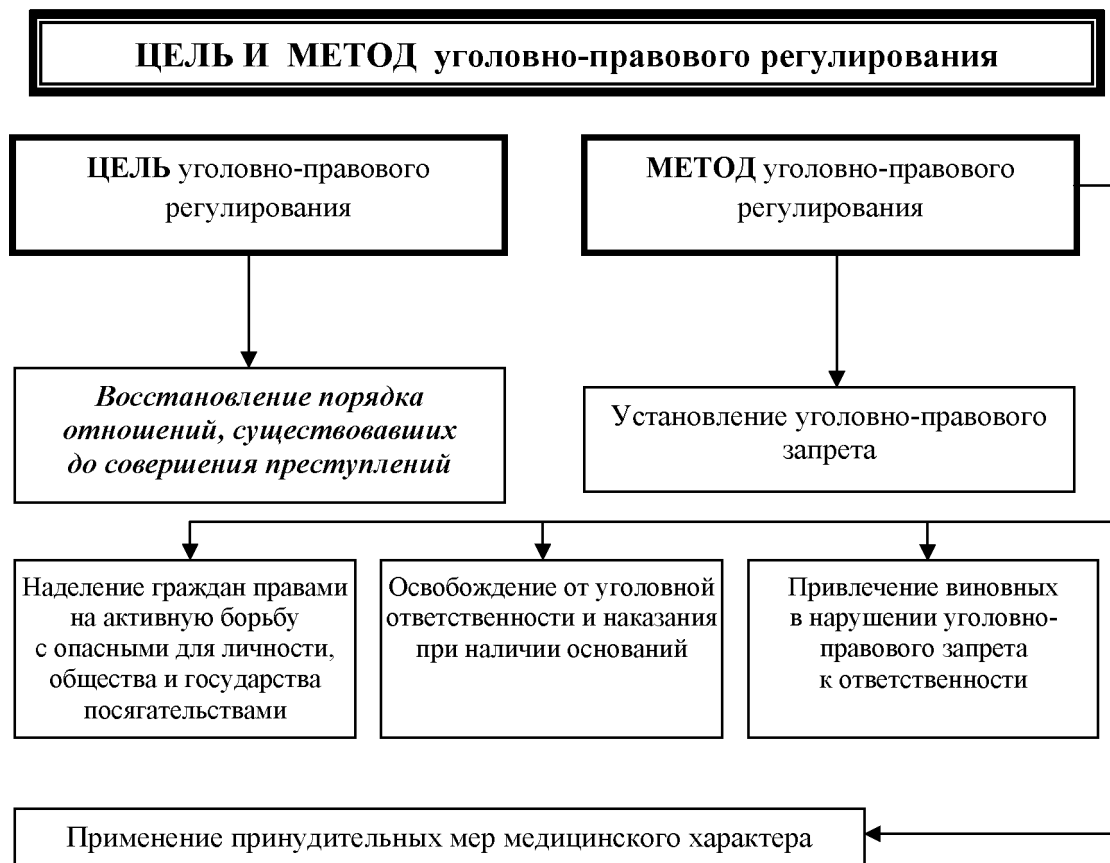 ЦЕЛЬ И МЕТОД уголовно-правового регулирования
ЦЕЛЬ уголовно-правового
регулирования
МЕТОД уголовно-правового
регулирования
Восстановление порядка
отношений, существовавших
до совершения преступлений
Установление уголовно-правового
запрета
Наделение граждан правами
на активную борьбу
с опасными для личности,
общества и государства
посягательствами
Освобождение от уголовной
ответственности и наказания
при наличии оснований
Привлечение виновных
в нарушении уголовно-
правового запрета
к ответственности
Применение принудительных мер медицинского характера